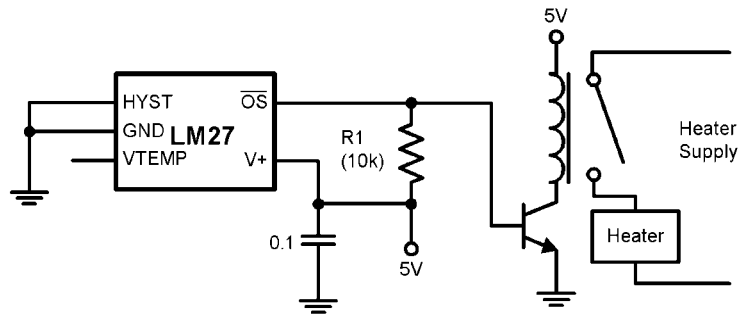 5V
HYST
OS
GND
LM27
VTEMP
V+
R1
(10k)
0.1
5V
Heater
Supply
Heater